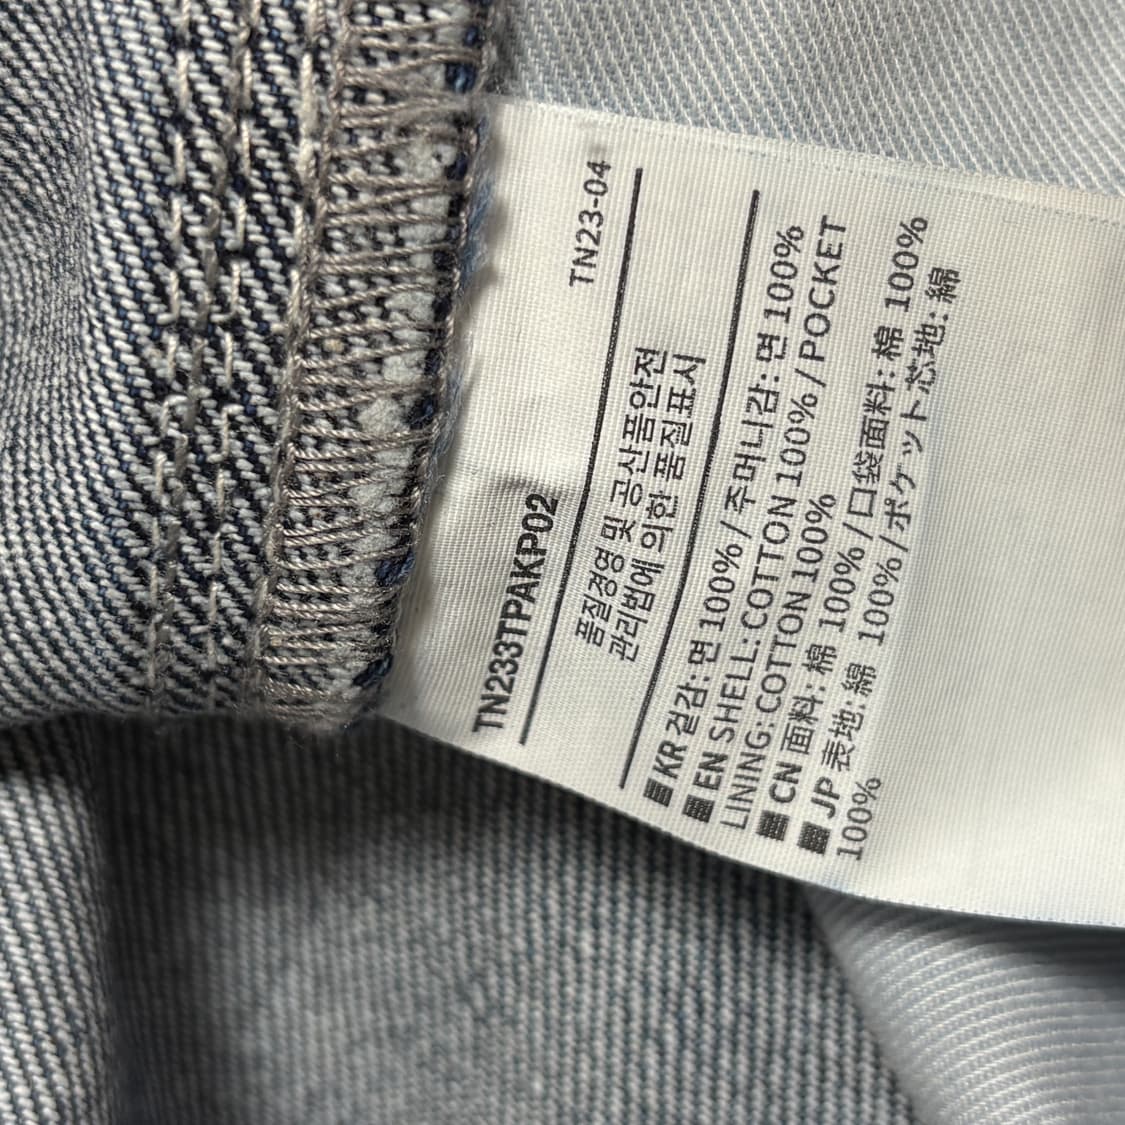 TN233TPAKP02
TN23-04
품질경영 및 공산품안전
관리법에 의한 품질표시
■KR 겉감: 면 100% / 주머니감: 면 100%
■EN SHELL: COTTON 100% / POCKET
LINING: COTTON 100%
■CN 面料: 棉 100% / 口袋面料: 棉 100%
■JP 表地: 綿 100% / ポケット芯地: 綿
100%